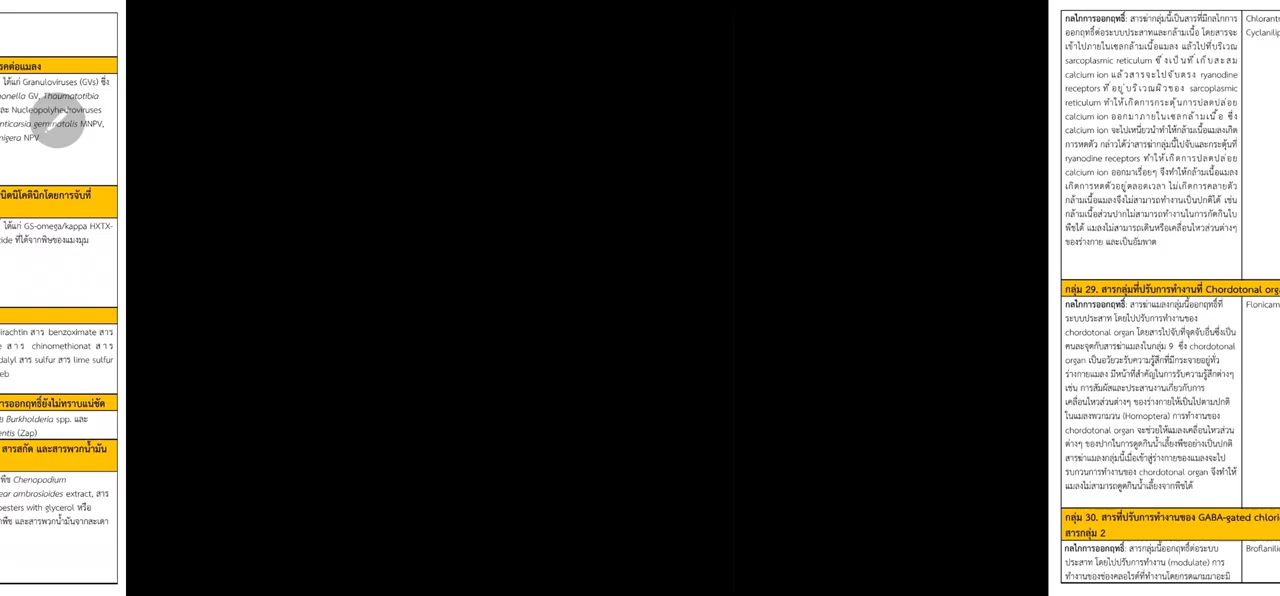 รคต่อแมลง
ได้แก่ Granuloviruses (GVs) ซึ่ง
onella GV, Thaumatotibia
ละ Nucleopolyhedroviruses
nticarsia gemmatalis MNPV,
nigera NPV
นิดนิโคตินิกโดยการจับที่
ได้แก่ GS-omega/kappa HXTX-
ide ที่ได้จากพิษของแมงมุม
dirachtin สาร benzoximate สาร
e สาร chinomethionat สาร
dalyl สาร sulfur สาร lime sulfur
eb
ารออกฤทธิ์ยังไม่ทราบแน่ชัด
ย Burkholderia spp. และ
entis (Zap)
สารสกัด และสารพวกน้ำมัน
พืช Chenopodium
ear ambrosioides extract, สาร
oesters with glycerol หรือ
กพืช และสารพวกน้ำมันจากสะเดา
กลไกการออกฤทธิ์: สารฆ่ากลุ่มนี้เป็นสารที่มีกลไกการ
ออกฤทธิ์ต่อระบบประสาทและกล้ามเนื้อ โดยสารจะ
เข้าไปภายในเซลกล้ามเนื้อแมลง แล้วไปที่บริเวณ
sarcoplasmic reticulum ซึ่งเป็นที่เก็บสะสม
calcium ion แล้วสารจะไปจับตรง ryanodine
receptors ที่อยู่บริเวณผิวของ sarcoplasmic
reticulum ทำให้เกิดการกระตุ้นการปลดปล่อย
calcium ion ออกมาภายในเซลกล้ามเนื้อ ซึ่ง
calcium ion จะไปเหนี่ยวนำทำให้กล้ามเนื้อแมลงเกิด
การหดตัว กล่าวได้ว่าสารฆ่ากลุ่มนี้ไปจับและกระตุ้นที่
ryanodine receptors ทำให้เกิดการปลดปล่อย
calcium ion ออกมาเรื่อยๆ จึงทำให้กล้ามเนื้อแมลง
เกิดการหดตัวอยู่ตลอดเวลา ไม่เกิดการคลายตัว
กล้ามเนื้อแมลงจึงไม่สามารถทำงานเป็นปกติได้ เช่น
กล้ามเนื้อส่วนปากไม่สามารถทำงานในการกัดกินใบ
พืชได้ แมลงไม่สามารถเดินหรือเคลื่อนไหวส่วนต่างๆ
ของร่างกาย และเป็นอัมพาต
Chlorantr
Cyclanilip
กลุ่ม 29. สารกลุ่มที่ปรับการทำงานที่ Chordotonal orga
กลไกการออกฤทธิ์: สารฆ่าแมลงกลุ่มนี้ออกฤทธิ์ที่
ระบบประสาท โดยไปปรับการทำงานของ
chordotonal organ โดยสารไปจับที่จุดจับอื่นซึ่งเป็น
คนละจุดกับสารฆ่าแมลงในกลุ่ม 9 ซึ่ง chordotonal
organ เป็นอวัยวะรับความรู้สึกที่มีกระจายอยู่ทั่ว
ร่างกายแมลง มีหน้าที่สำคัญในการรับความรู้สึกต่างๆ
เช่น การสัมผัสและประสานงานเกี่ยวกับการ
เคลื่อนไหวส่วนต่างๆ ของร่างกายให้เป็นไปตามปกติ
ในแมลงพวกมวน (Homoptera) การทำงานของ
chordotonal organ จะช่วยให้แมลงเคลื่อนไหวส่วน
ต่างๆ ของปากในการดูดกินน้ำเลี้ยงพืชอย่างเป็นปกติ
สารฆ่าแมลงกลุ่มนี้เมื่อเข้าสู่ร่างกายของแมลงจะไป
รบกวนการทำงานของ chordotonal organ จึงทำให้
แมลงไม่สามารถดูดกินน้ำเลี้ยงจากพืชได้
Flonicam
กลุ่ม 30. สารที่ปรับการทำงานของ GABA-gated chlori
สารกลุ่ม 2
กลไกการออกฤทธิ์: สารกลุ่มนี้ออกฤทธิ์ต่อระบบ
ประสาท โดยไปปรับการทำงาน (modulate) การ
ทำงานของช่องคลอไรด์ที่ทำงานโดยกรดแกมมาอะมิ
Broflanilic